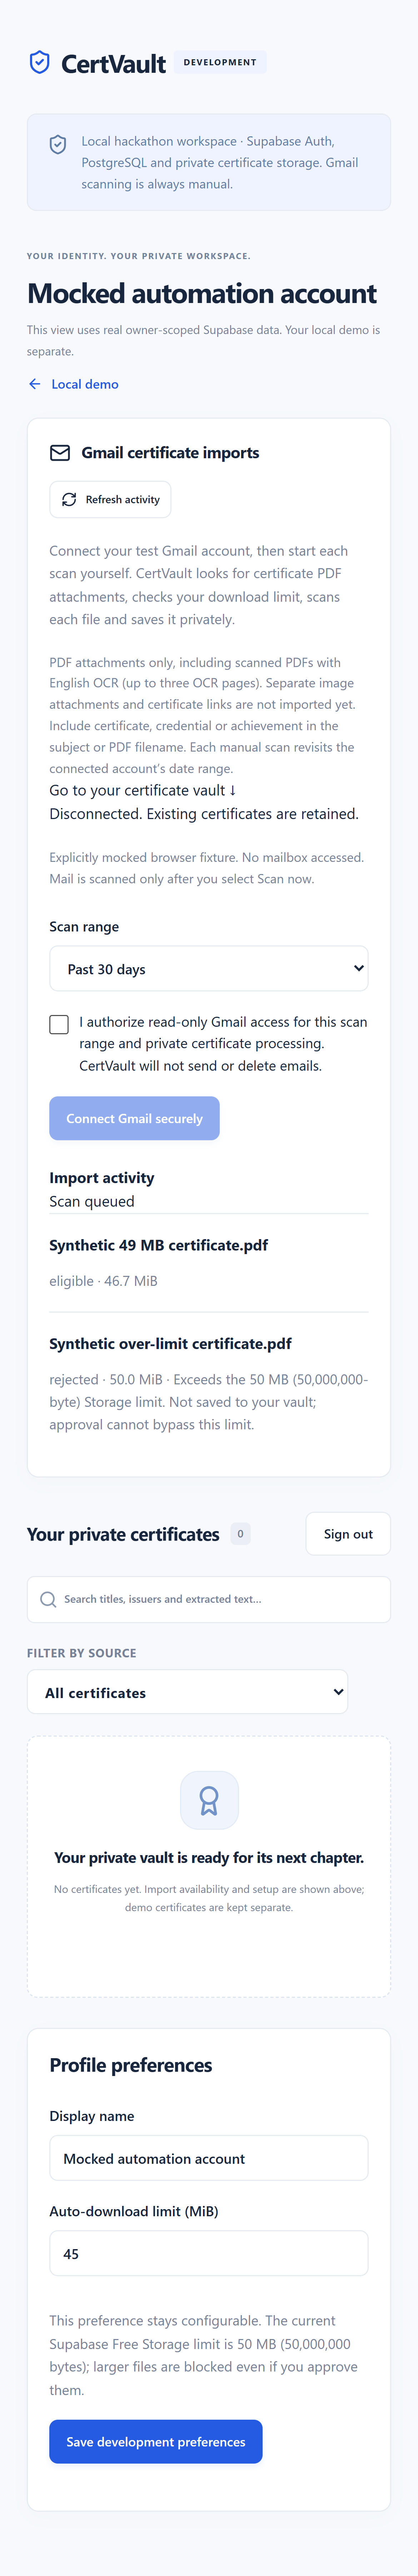 CertVault DEVELOPMENT
Local hackathon workspace · Supabase Auth,
PostgreSQL and private certificate storage. Gmail
scanning is always manual.
YOUR IDENTITY. YOUR PRIVATE WORKSPACE.
Mocked automation account
This view uses real owner-scoped Supabase data. Your local demo is
separate.
← Local demo
Gmail certificate imports
Refresh activity
Connect your test Gmail account, then start each
scan yourself. CertVault looks for certificate PDF
attachments, checks your download limit, scans
each file and saves it privately.
PDF attachments only, including scanned PDFs with
English OCR (up to three OCR pages). Separate image
attachments and certificate links are not imported yet.
Include certificate, credential or achievement in the
subject or PDF filename. Each manual scan revisits the
connected account's date range.
Go to your certificate vault ↓
Disconnected. Existing certificates are retained.
Explicitly mocked browser fixture. No mailbox accessed.
Mail is scanned only after you select Scan now.
Scan range
Past 30 days
I authorize read-only Gmail access for this scan
range and private certificate processing.
CertVault will not send or delete emails.
Connect Gmail securely
Import activity
Scan queued
Synthetic 49 MB certificate.pdf
eligible · 46.7 MiB
Synthetic over-limit certificate.pdf
rejected · 50.0 MiB · Exceeds the 50 MB (50,000,000-
byte) Storage limit. Not saved to your vault;
approval cannot bypass this limit.
Your private certificates 0 Sign out
Search titles, issuers and extracted text...
FILTER BY SOURCE
All certificates
Your private vault is ready for its next chapter.
No certificates yet. Import availability and setup are shown above;
demo certificates are kept separate.
Profile preferences
Display name
Mocked automation account
Auto-download limit (MiB)
45
This preference stays configurable. The current
Supabase Free Storage limit is 50 MB (50,000,000
bytes); larger files are blocked even if you approve
them.
Save development preferences